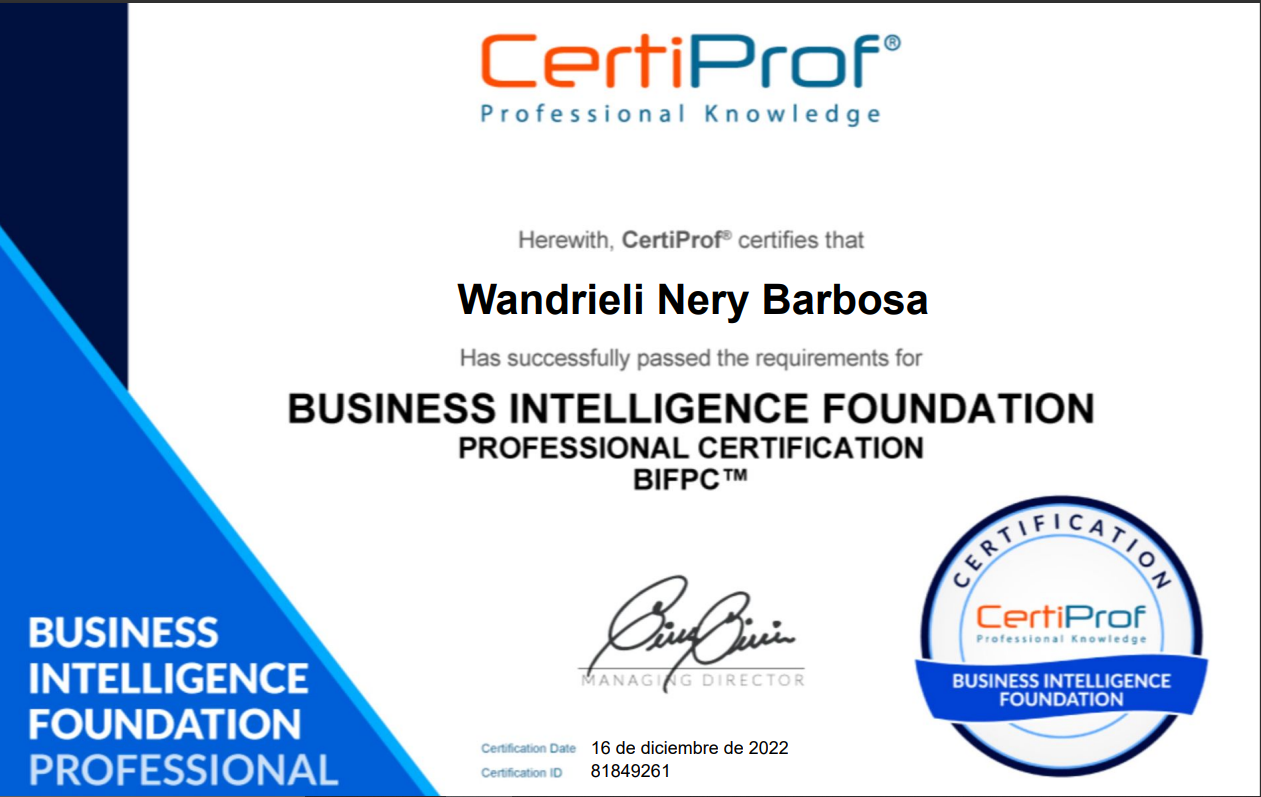 CertiProf®
Professional Knowledge
Herewith, CertiProf® certifies that
Wandrieli Nery Barbosa
Has successfully passed the requirements for
BUSINESS INTELLIGENCE FOUNDATION
PROFESSIONAL CERTIFICATION
BIFPC™
MANAGING DIRECTOR
Certification Date 16 de diciembre de 2022
Certification ID 81849261
BUSINESS
INTELLIGENCE
FOUNDATION
PROFESSIONAL
CERTIFICATION
CertiProf
Professional Knowledge
BUSINESS INTELLIGENCE
FOUNDATION